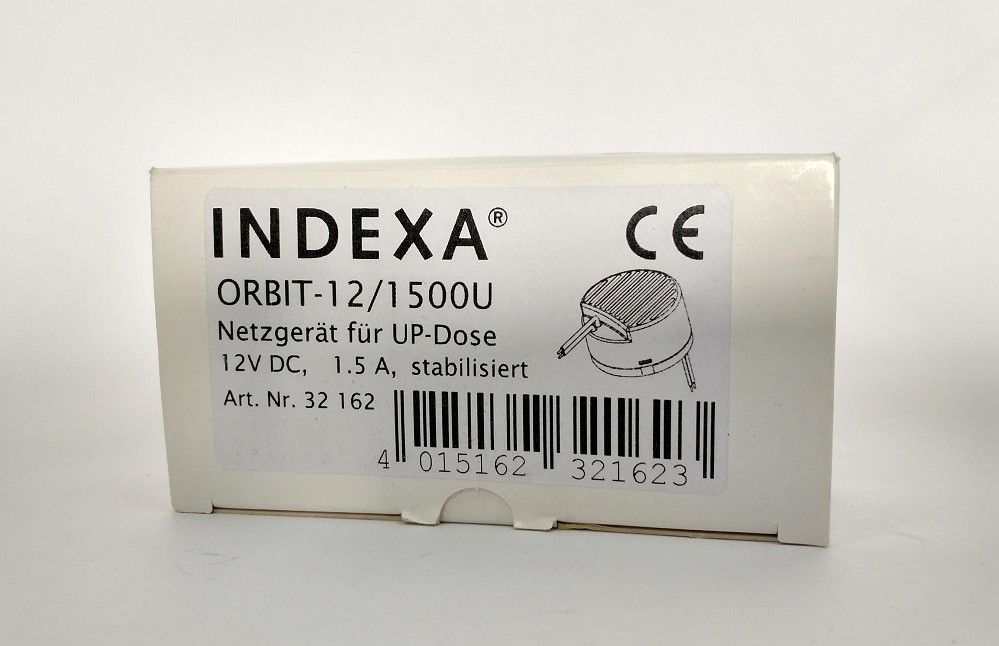 INDEXA®
CE
ORBIT-12/1500U
Netzgerät für UP-Dose
12V DC, 1.5 A, stabilisiert
Art. Nr. 32 162
4 015162 321623